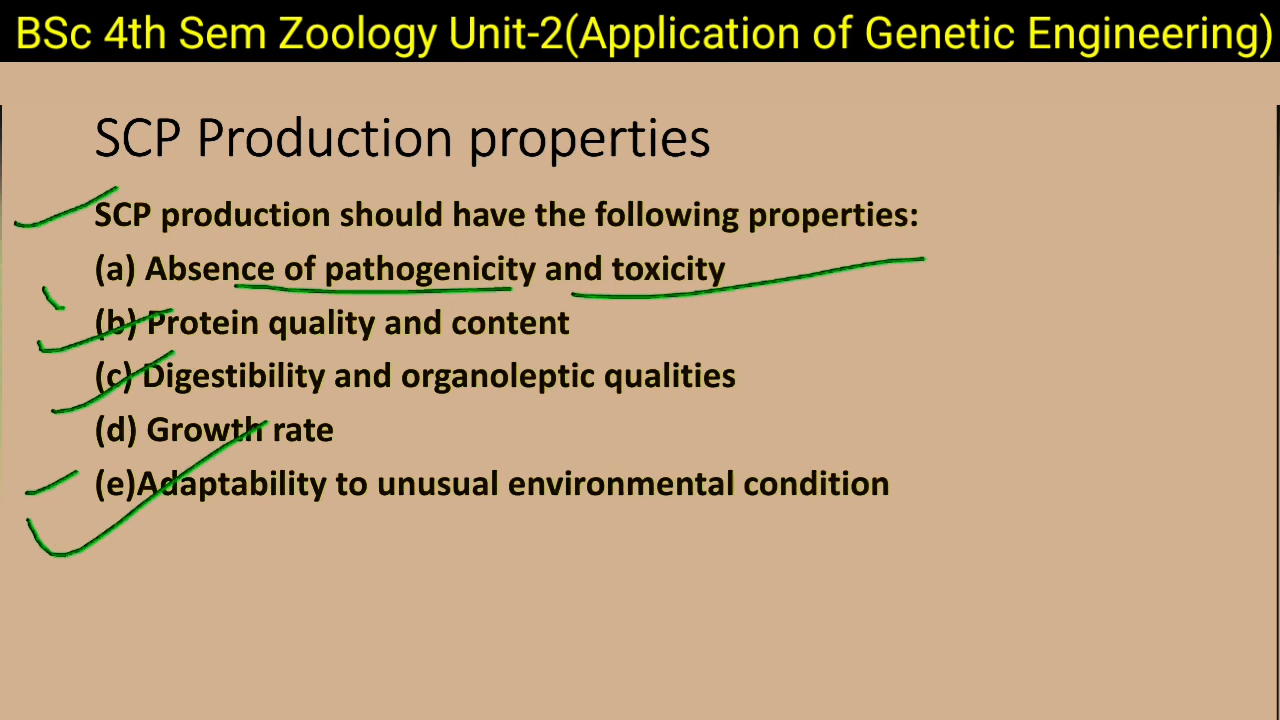 BSc 4th Sem Zoology Unit-2(Application of Genetic Engineering)
SCP Production properties
SCP production should have the following properties:
(a) Absence of pathogenicity and toxicity
(b) Protein quality and content
(c) Digestibility and organoleptic qualities
(d) Growth rate
(e)Adaptability to unusual environmental condition